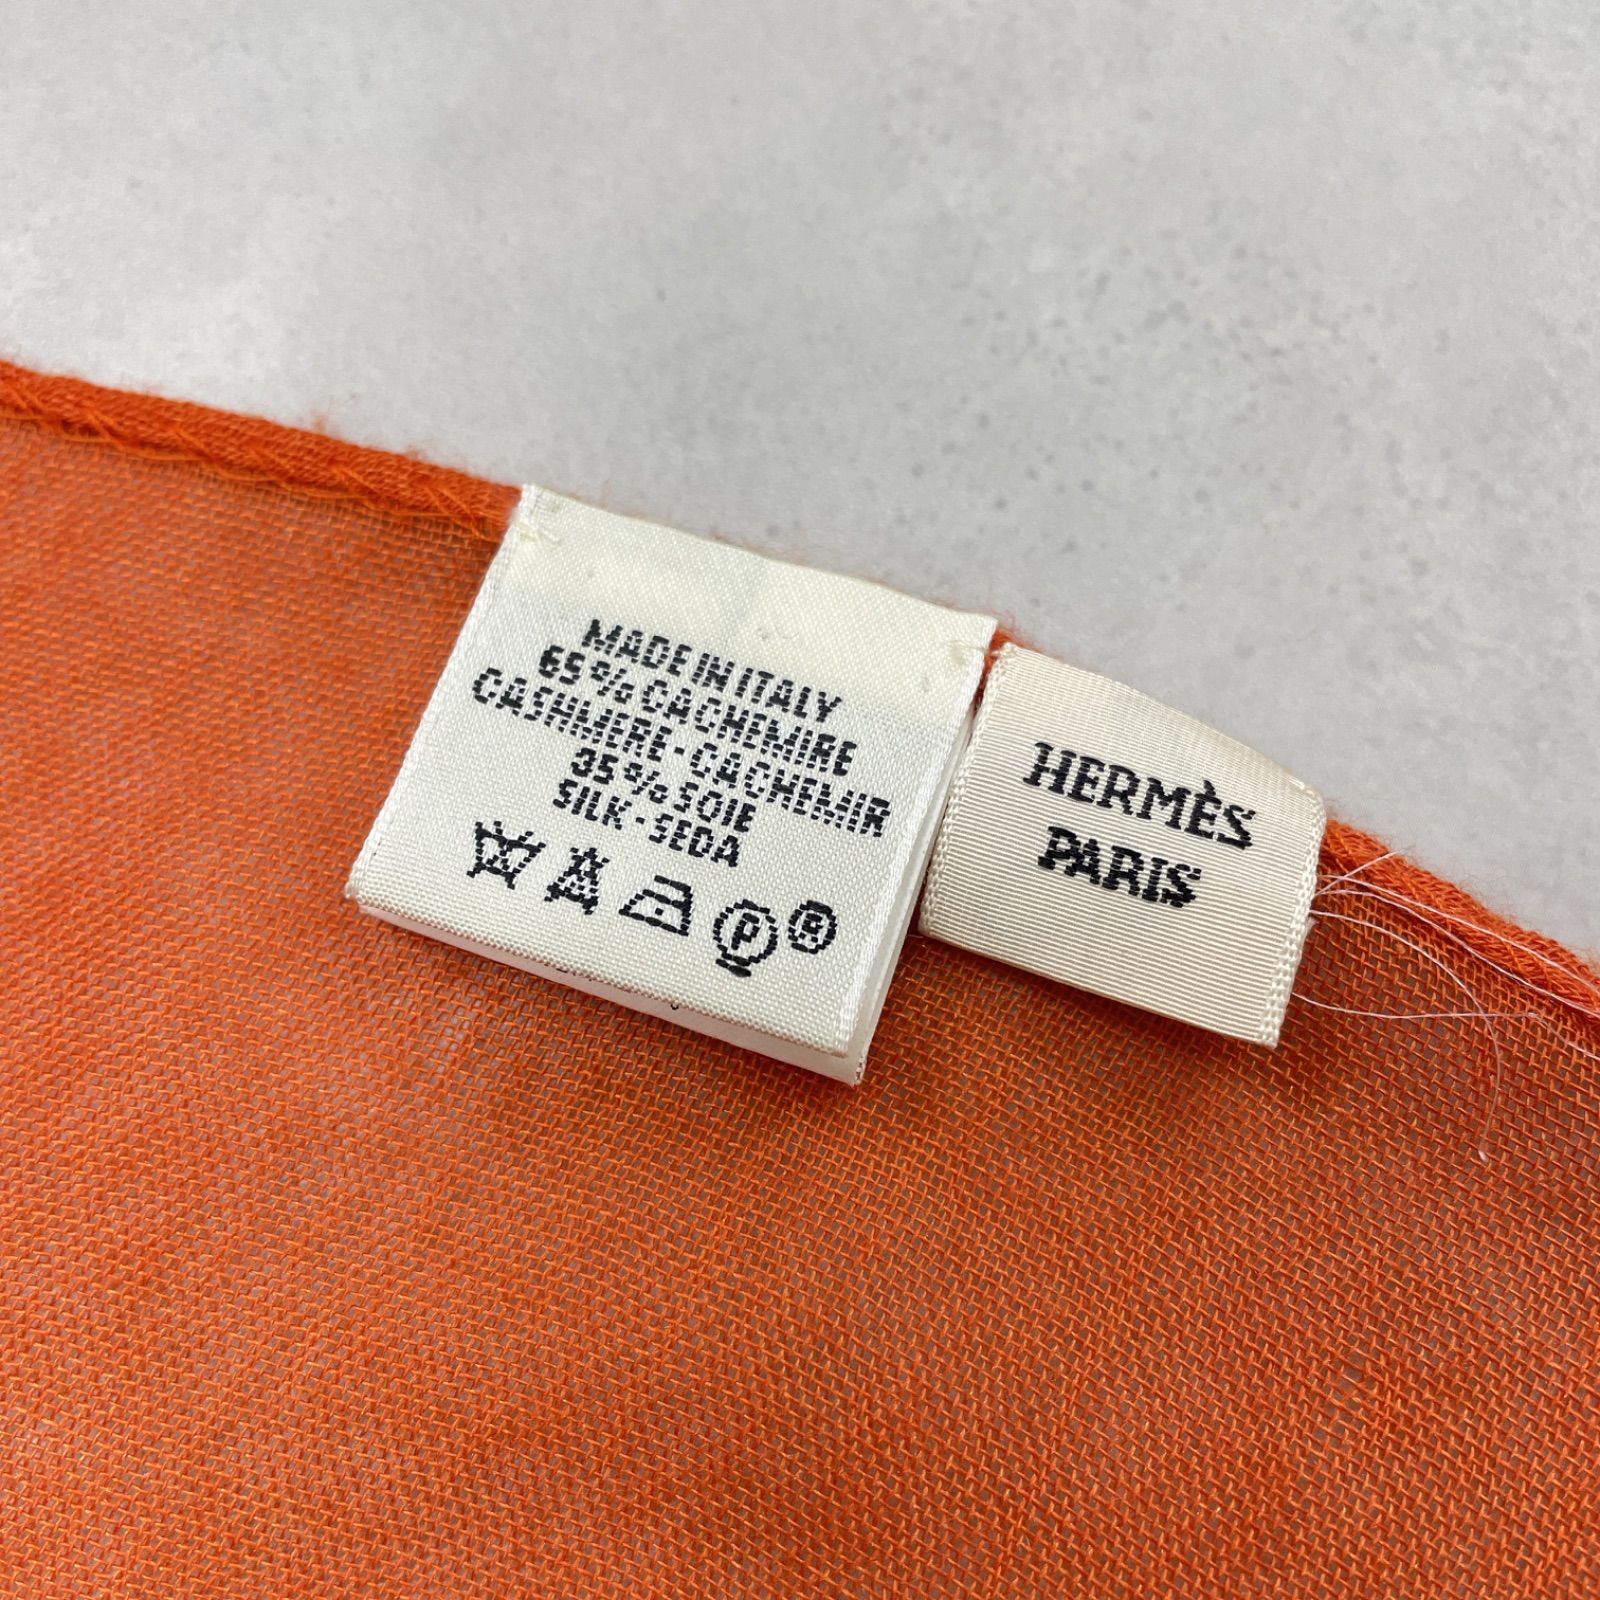 MADE IN ITALY
65% CACHEMIRE
CASHMERE-CACHEMIR
35% SOIE
SILK-SEDA
P ®
HERMÈS
PARIS